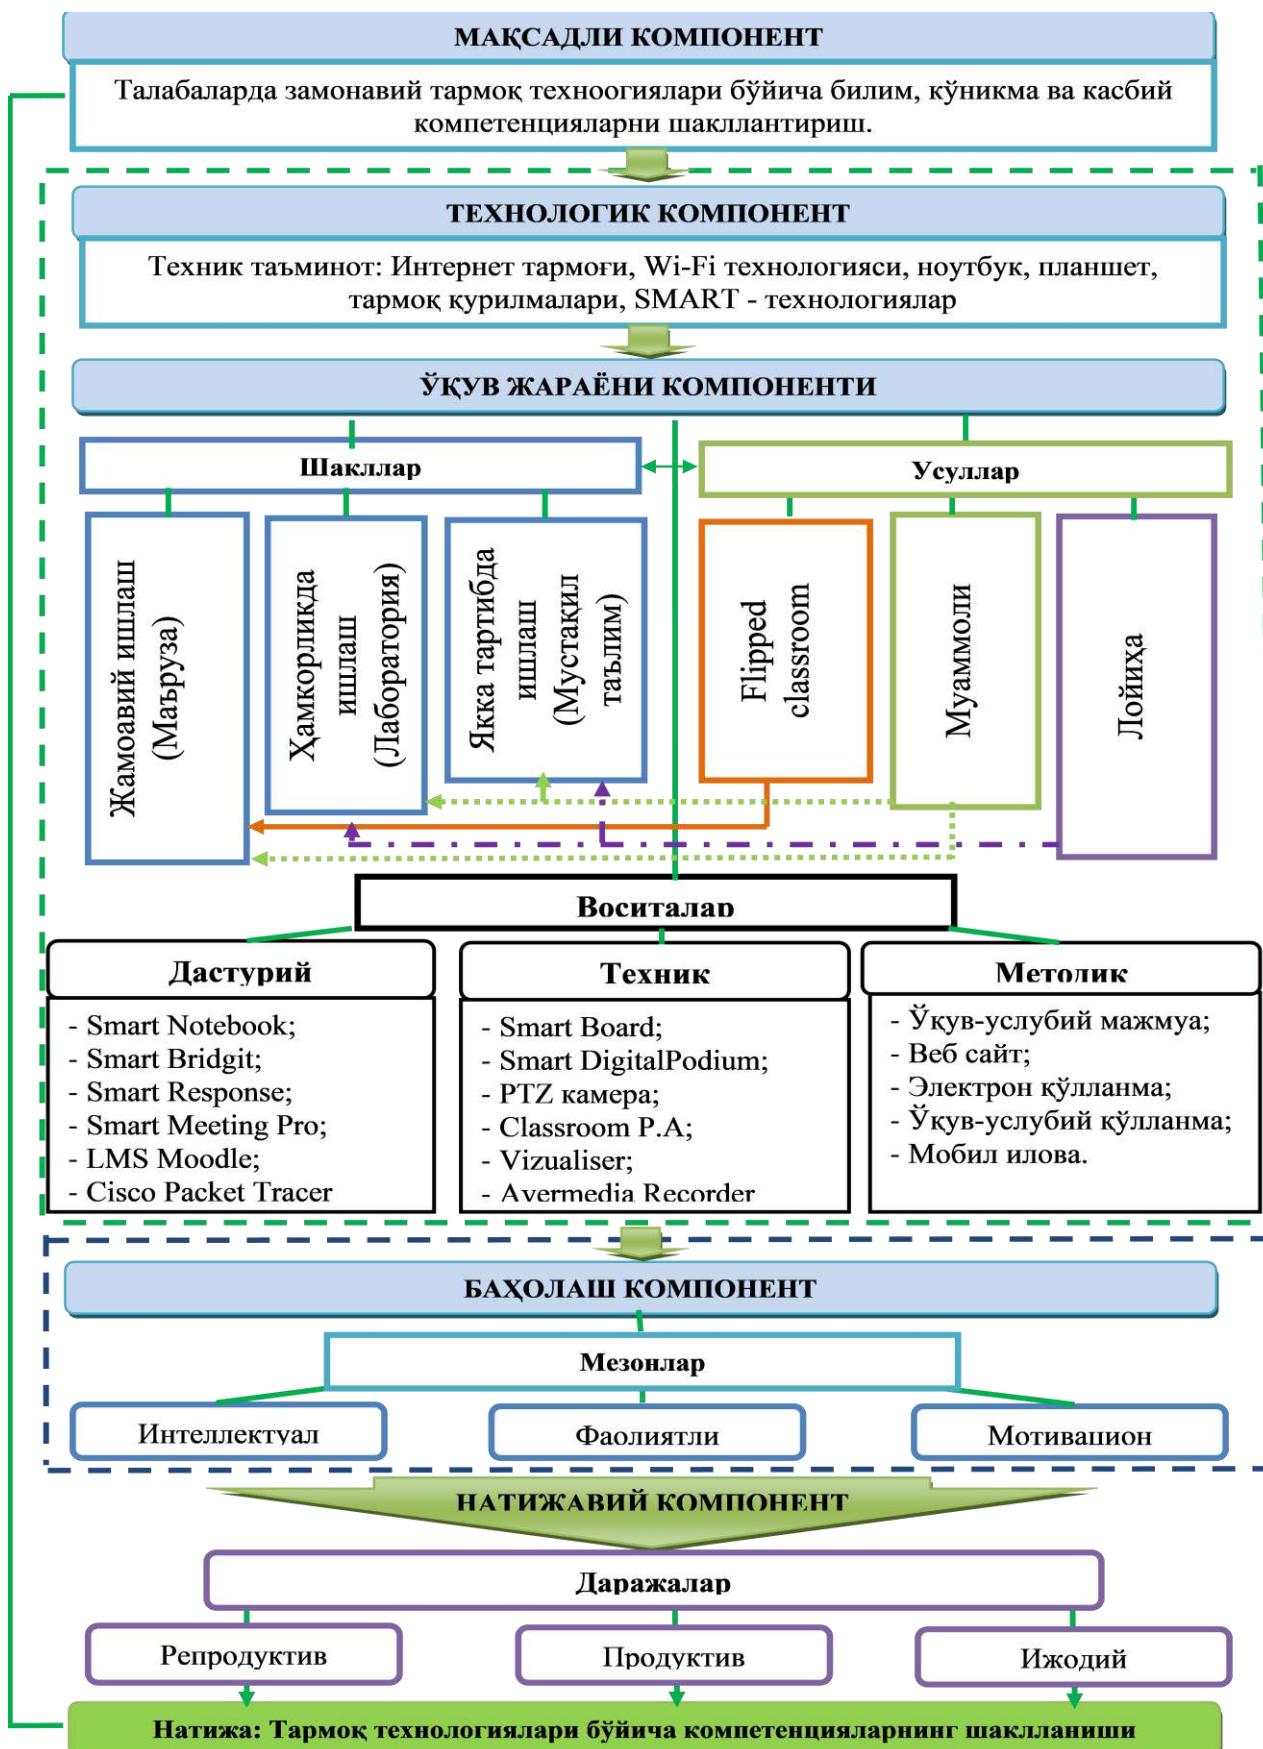 МАҚСАДЛИ КОМПОНЕНТ
Талабаларда замонавий тармоқ техноогиялари бўйича билим, кўникма ва касбий
компетенцияларни шакллантириш.
ТЕХНОЛОГИК КОМПОНЕНТ
Техник таъминот: Интернет тармоғи, Wi-Fi технологияси, ноутбук, планшет,
тармоқ қурилмалари, SMART - технологиялар
ЎҚУВ ЖАРАЁНИ КОМПОНЕНТИ
Шакллар
Усуллар
Жамоавий ишлаш
(Маъруза)
Ҳамкорликда
ишлаш
(Лаборатория)
Якка тартибда
ишлаш
(Мустақил
таълим)
Flipped
classroom
Муаммоли
Лойиҳа
Воситалар
Дастурий
- Smart Notebook;
- Smart Bridgit;
- Smart Response;
- Smart Meeting Pro;
- LMS Moodle;
- Cisco Packet Tracer
Техник
- Smart Board;
- Smart DigitalPodium;
- PTZ камера;
- Classroom P.A;
- Vizualiser;
- Avermedia Recorder
Методик
- Ўқув-услубий мажмуа;
- Веб сайт;
- Электрон қўлланма;
- Ўқув-услубий қўлланма;
- Мобил илова.
БАҲОЛАШ КОМПОНЕНТ
Мезонлар
Интеллектуал
Фаолиятли
Мотивацион
НАТИЖАВИЙ КОМПОНЕНТ
Даражалар
Репродуктив
Продуктив
Ижодий
Натижа: Тармоқ технологиялари бўйича компетенцияларнинг шаклланиши